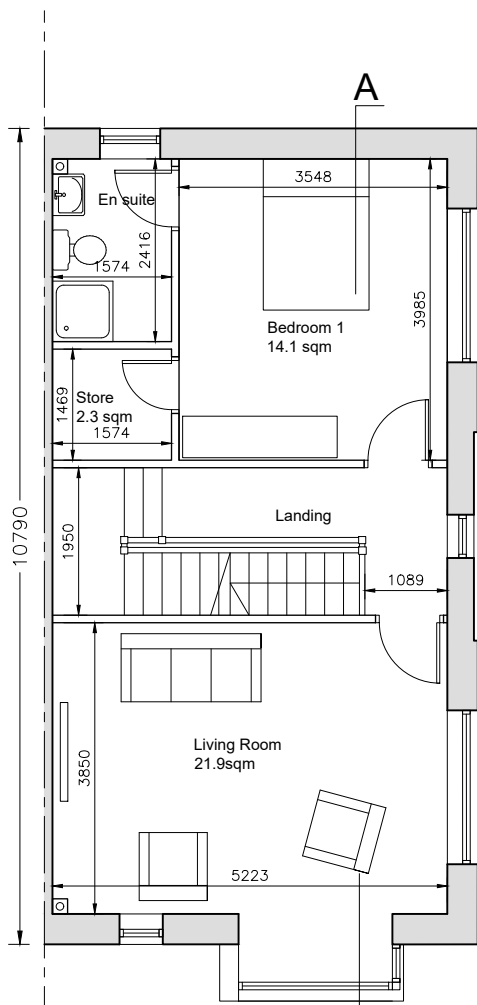 A
3548
En suite
2416
1574
3985
Bedroom 1
14.1 sqm
1469
Store
2.3 sqm
1574
10790
1950
Landing
1089
Living Room
21.9sqm
3850
5223